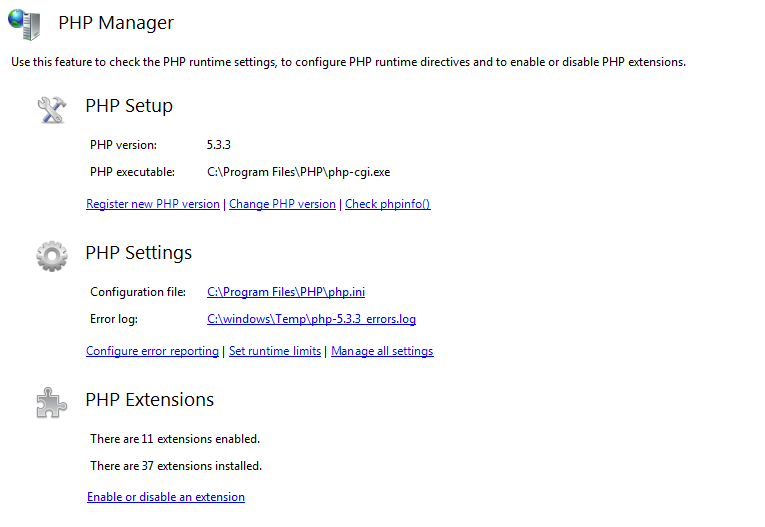 PHP Manager
Use this feature to check the PHP runtime settings, to configure PHP runtime directives and to enable or disable PHP extensions.
PHP Setup
PHP version: 5.3.3
PHP executable: C:\Program Files\PHP\php-cgi.exe
Register new PHP version | Change PHP version | Check phpinfo()
PHP Settings
Configuration file: C:\Program Files\PHP\php.ini
Error log: C:\windows\Temp\php-5.3.3_errors.log
Configure error reporting | Set runtime limits | Manage all settings
PHP Extensions
There are 11 extensions enabled.
There are 37 extensions installed.
Enable or disable an extension